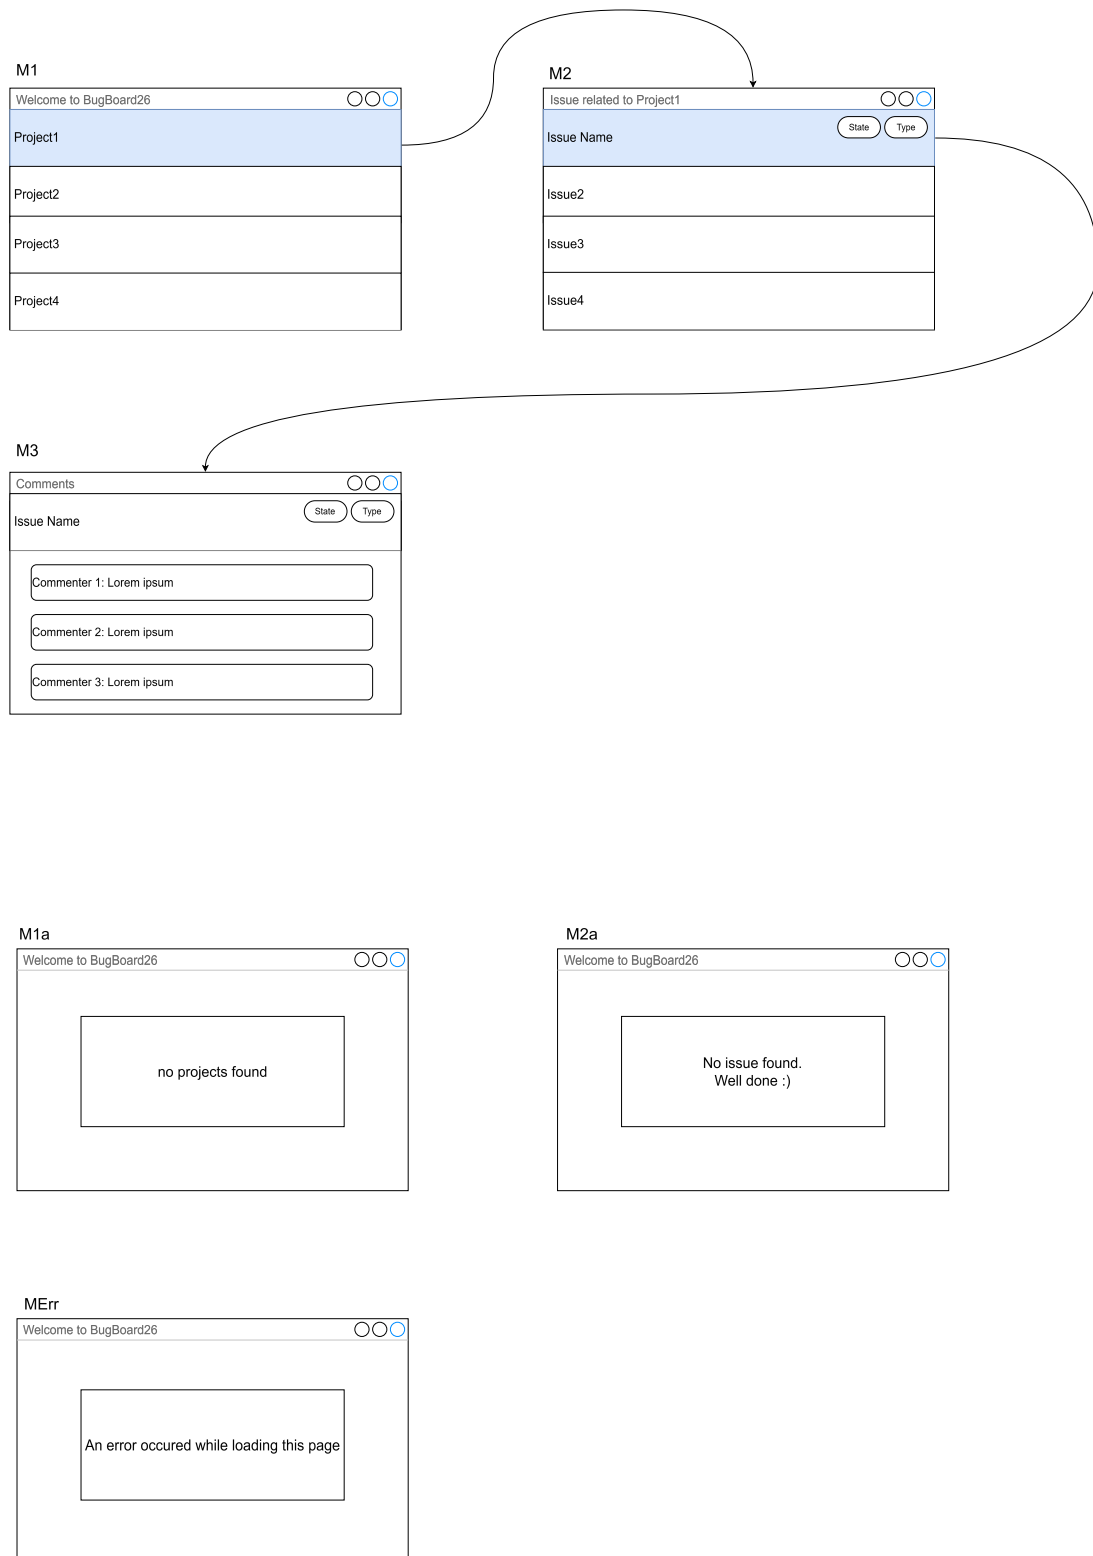 M1
Welcome to BugBoard26
Project1
Project2
Project3
Project4
M2
Issue related to Project1
Issue Name
State
Type
Issue2
Issue3
Issue4
M3
Comments
Issue Name
State
Type
Commenter 1: Lorem ipsum
Commenter 2: Lorem ipsum
Commenter 3: Lorem ipsum
M1a
Welcome to BugBoard26
no projects found
M2a
Welcome to BugBoard26
No issue found.
Well done :)
MErr
Welcome to BugBoard26
An error occured while loading this page